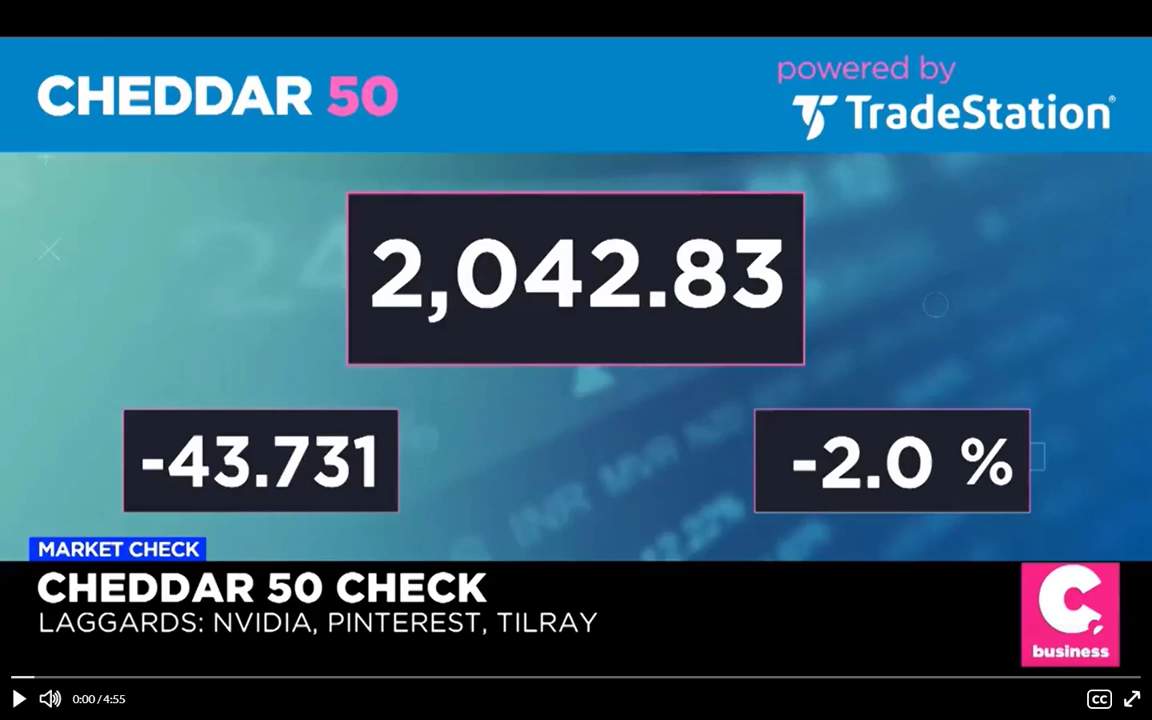 CHEDDAR 50
powered by
TradeStation®
2,042.83
-43.731
-2.0 %
MARKET CHECK
CHEDDAR 50 CHECK
LAGGARDS: NVIDIA, PINTEREST, TILRAY
C
business
0:00 / 4:55
CC